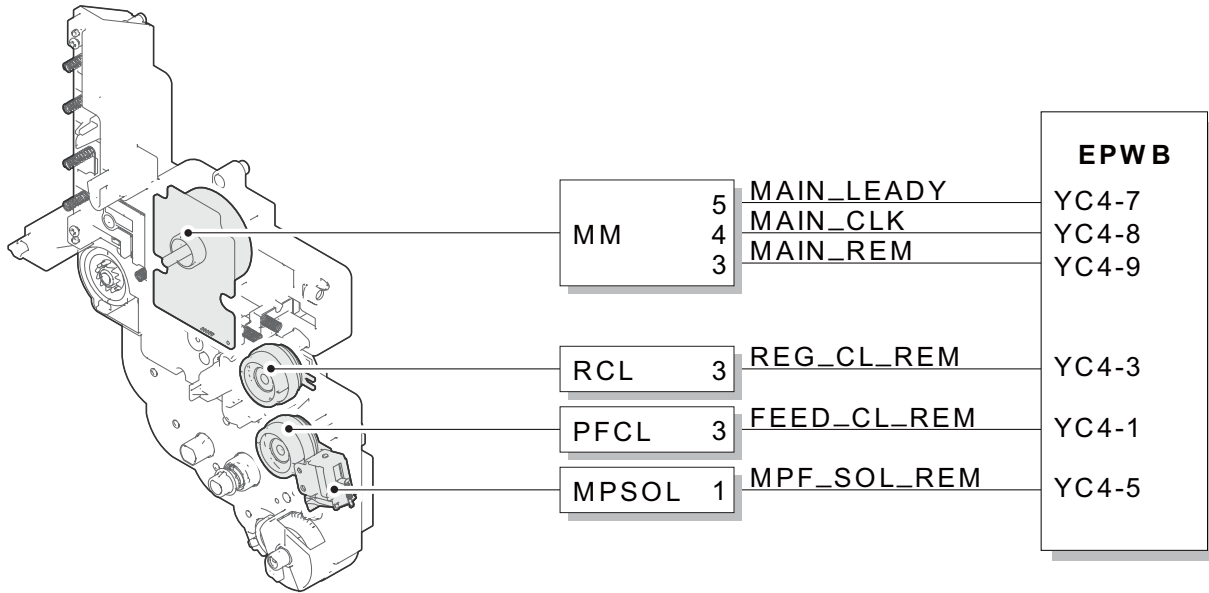 EPWB
MM
5 MAIN_LEADY YC4-7
4 MAIN_CLK YC4-8
3 MAIN_REM YC4-9
RCL 3 REG_CL_REM YC4-3
PFCL 3 FEED_CL_REM YC4-1
MPSOL 1 MPF_SOL_REM YC4-5